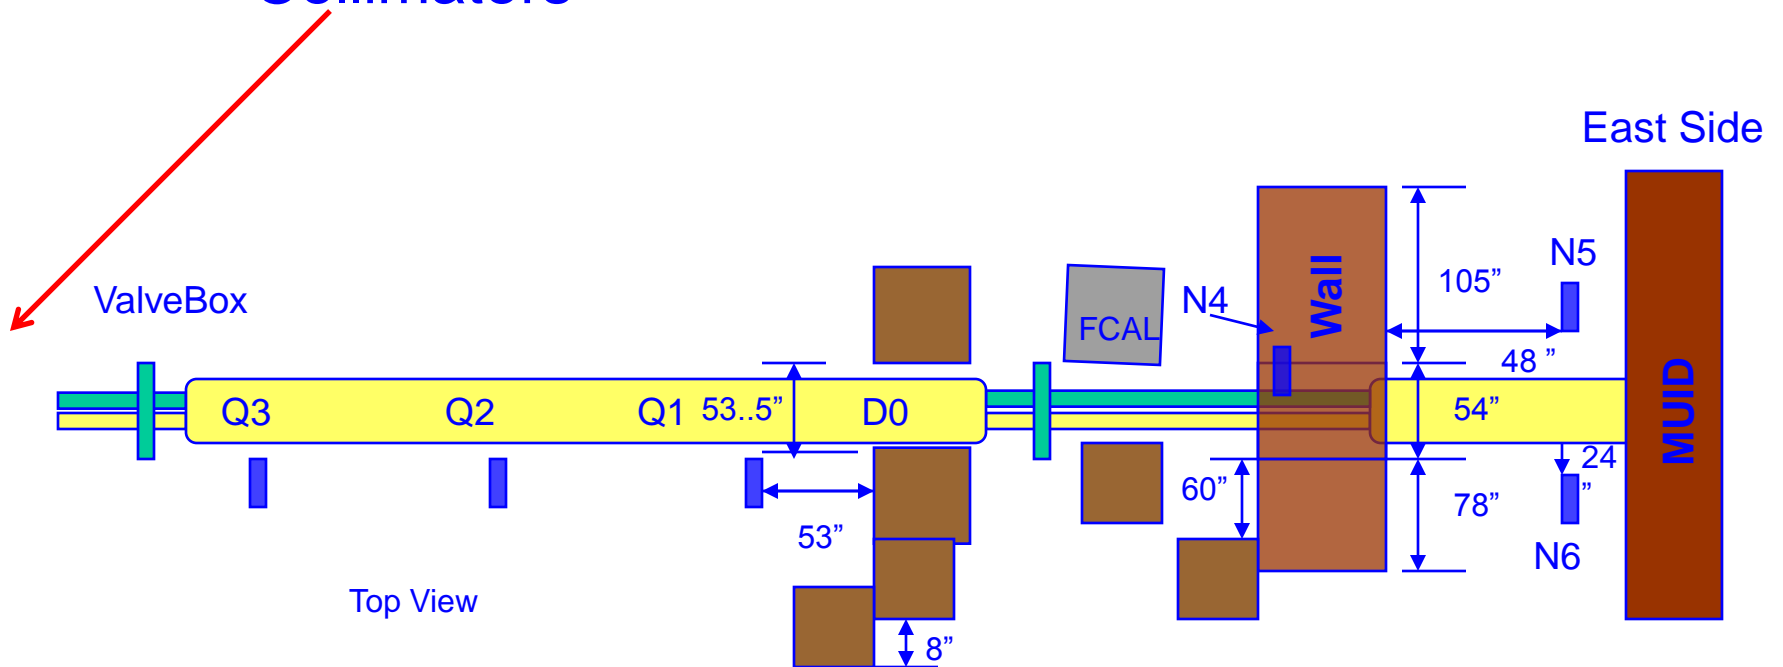 Collimators
East Side
N5
ValveBox
N4
Wall
105”
FCAL
48 ”
Q3
Q2
Q1
53..5”
D0
54”
MUID
24
”
60”
78”
53”
N6
Top View
8”